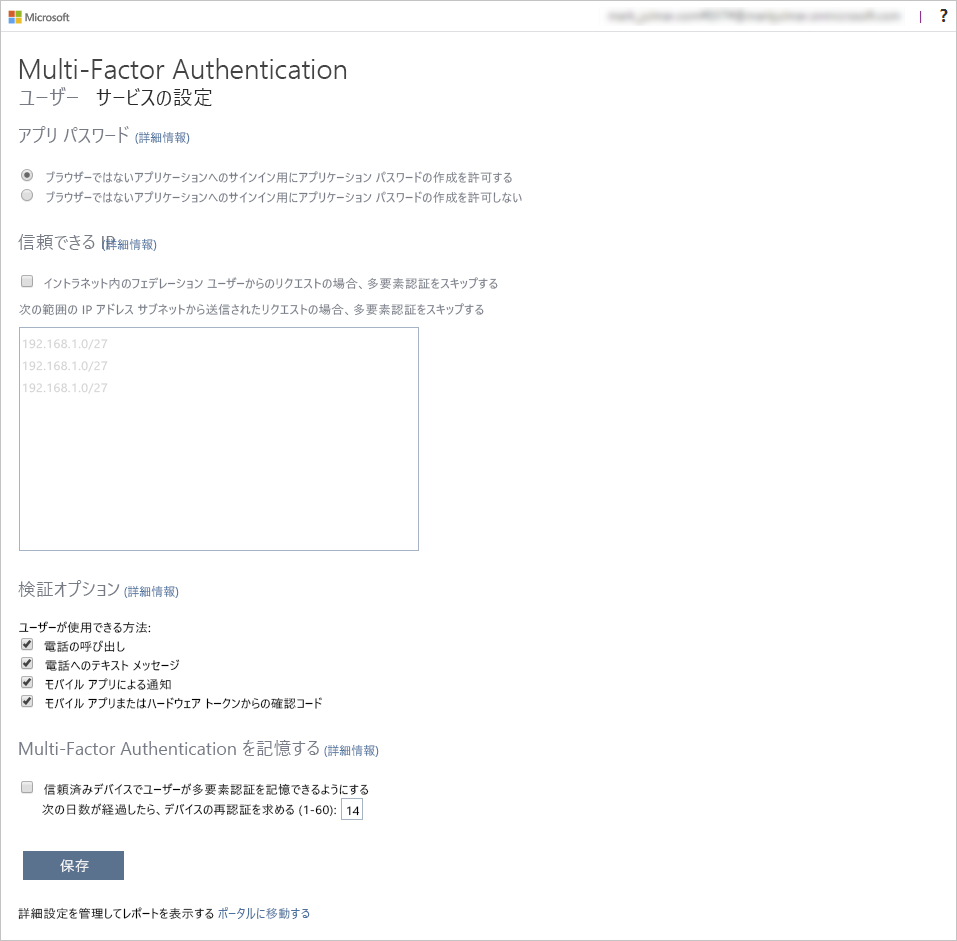 Microsoft
?
Multi-Factor Authentication
ユーザー サービスの設定
アプリ パスワード (詳細情報)
ブラウザーではないアプリケーションへのサインイン用にアプリケーション パスワードの作成を許可する
ブラウザーではないアプリケーションへのサインイン用にアプリケーション パスワードの作成を許可しない
信頼できる IP (詳細情報)
イントラネット内のフェデレーション ユーザーからのリクエストの場合、多要素認証をスキップする
次の範囲の IP アドレス サブネットから送信されたリクエストの場合、多要素認証をスキップする
192.168.1.0/27
192.168.1.0/27
192.168.1.0/27
検証オプション (詳細情報)
ユーザーが使用できる方法:
電話の呼び出し
電話へのテキスト メッセージ
モバイル アプリによる通知
モバイル アプリまたはハードウェア トークンからの確認コード
Multi-Factor Authentication を記憶する (詳細情報)
信頼済みデバイスでユーザーが多要素認証を記憶できるようにする
次の日数が経過したら、デバイスの再認証を求める (1-60): 14
保存
詳細設定を管理してレポートを表示する ポータルに移動する